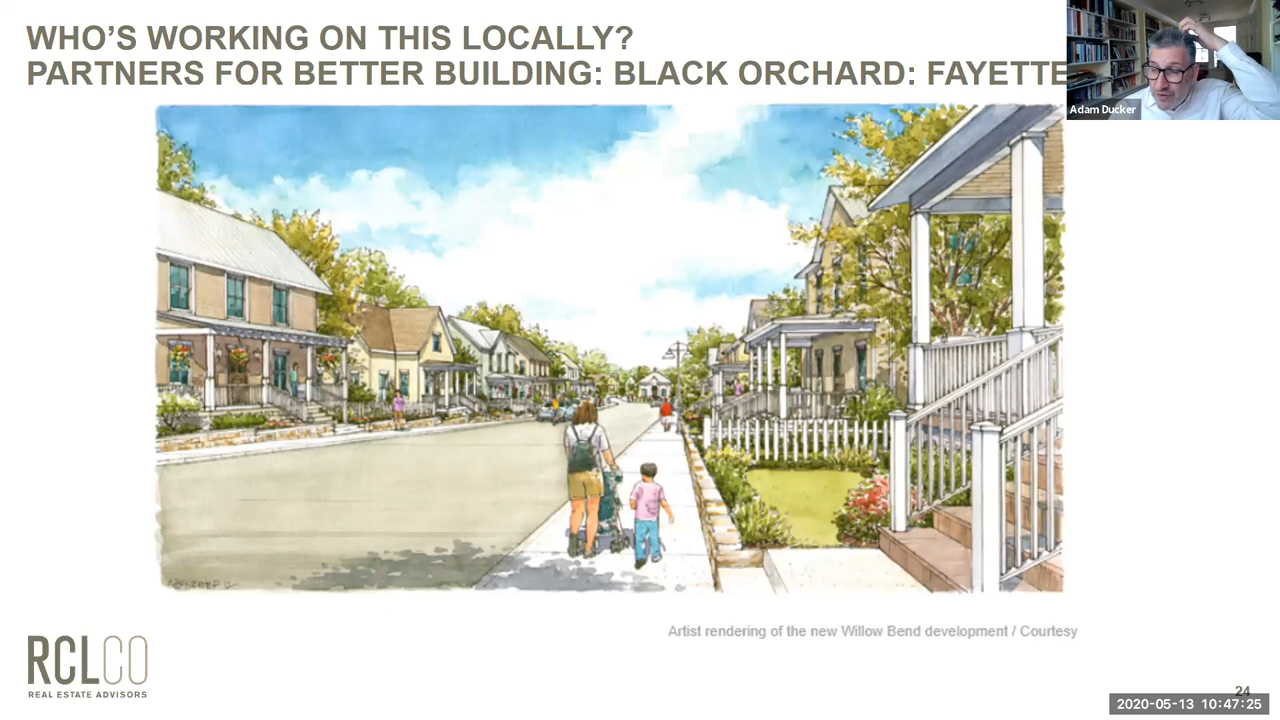 WHO'S WORKING ON THIS LOCALLY?
PARTNERS FOR BETTER BUILDING: BLACK ORCHARD: FAYETTE
Adam Ducker
Artist rendering of the new Willow Bend development / Courtesy
RCLCO
REAL ESTATE ADVISORS
24
2020-05-13 10:47:25